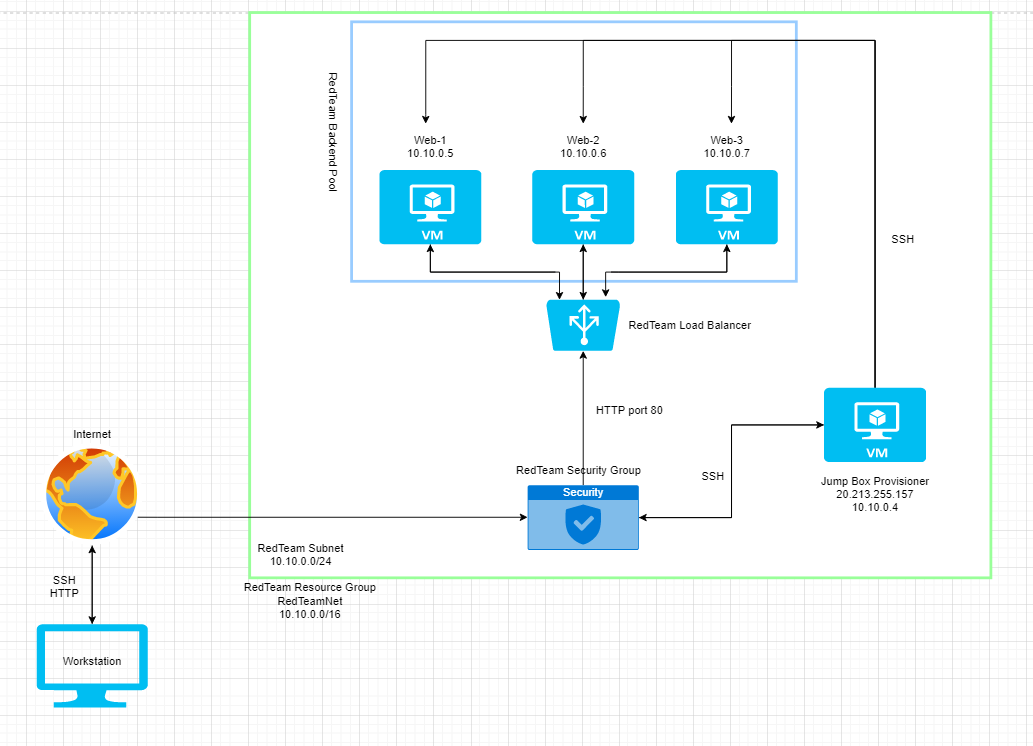 RedTeam Backend Pool
Web-1
10.10.0.5
Web-2
10.10.0.6
Web-3
10.10.0.7
VM
VM
VM
SSH
RedTeam Load Balancer
HTTP port 80
VM
Jump Box Provisioner
20.213.255.157
10.10.0.4
Internet
RedTeam Security Group
Security
SSH
RedTeam Subnet
10.10.0.0/24
RedTeam Resource Group
RedTeamNet
10.10.0.0/16
SSH
HTTP
Workstation